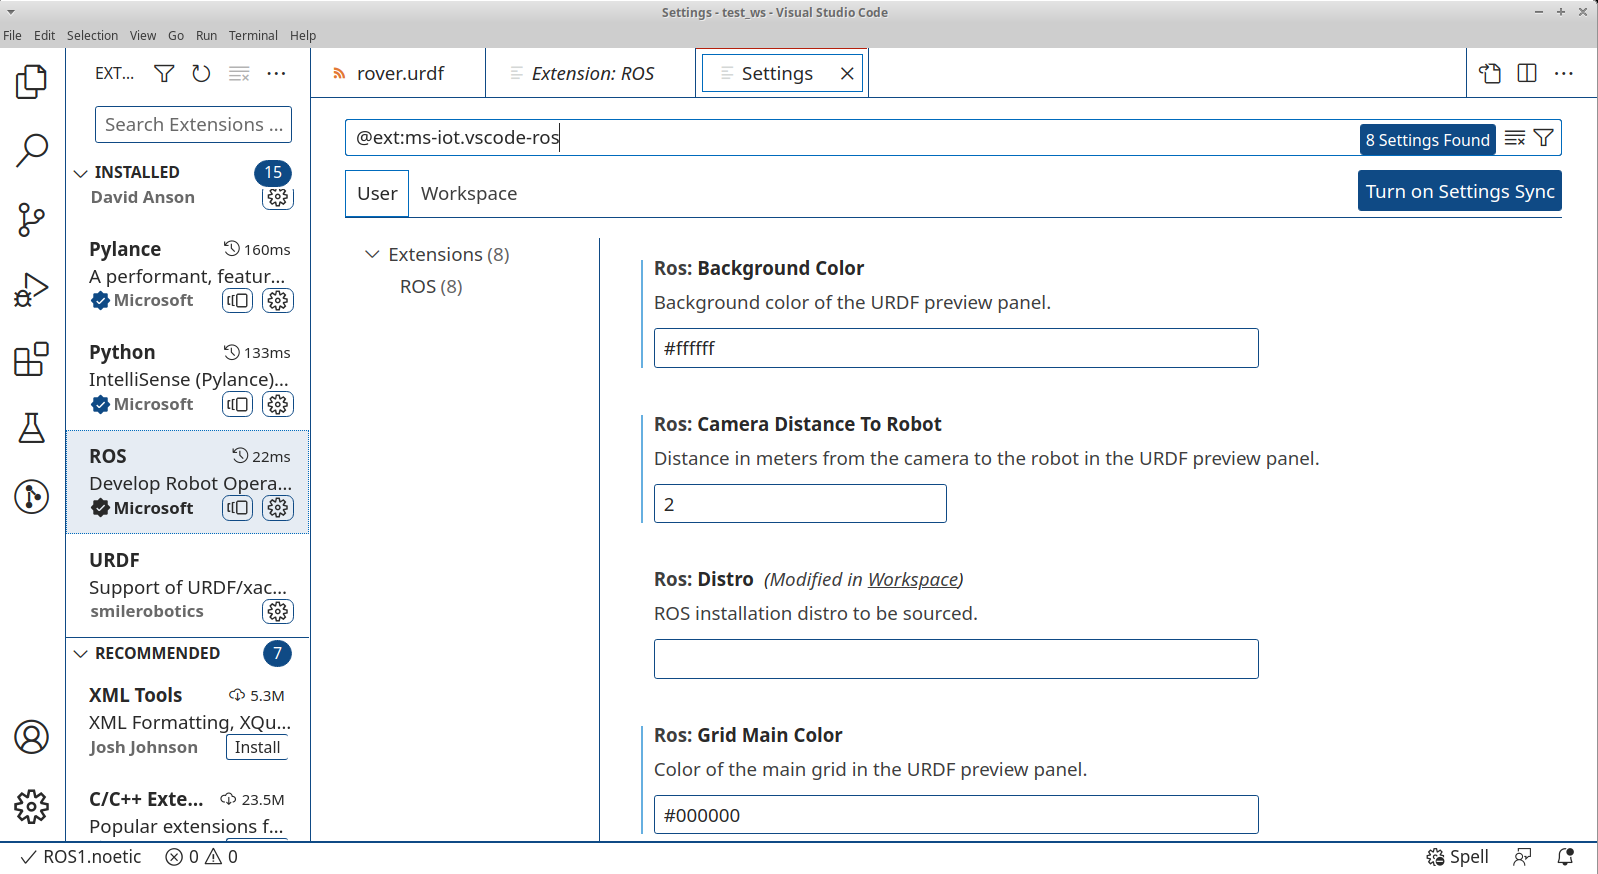 Settings - test_ws - Visual Studio Code
File Edit Selection View Go Run Terminal Help
EXT...
Search Extensions ...
INSTALLED 15
David Anson
Pylance 160ms
A performant, featur...
Microsoft
Python 133ms
IntelliSense (Pylance)...
Microsoft
ROS 22ms
Develop Robot Opera...
Microsoft
URDF
Support of URDF/xac...
smilerobotics
RECOMMENDED 7
XML Tools 5.3M
XML Formatting, XQu...
Josh Johnson Install
C/C++ Exte... 23.5M
Popular extensions f...
rover.urdf Extension: ROS Settings
@ext:ms-iot.vscode-ros 8 Settings Found
User Workspace Turn on Settings Sync
Extensions (8)
ROS (8)
Ros: Background Color
Background color of the URDF preview panel.
#ffffff
Ros: Camera Distance To Robot
Distance in meters from the camera to the robot in the URDF preview panel.
2
Ros: Distro (Modified in Workspace)
ROS installation distro to be sourced.
Ros: Grid Main Color
Color of the main grid in the URDF preview panel.
#000000
ROS1.noetic 0 0 Spell